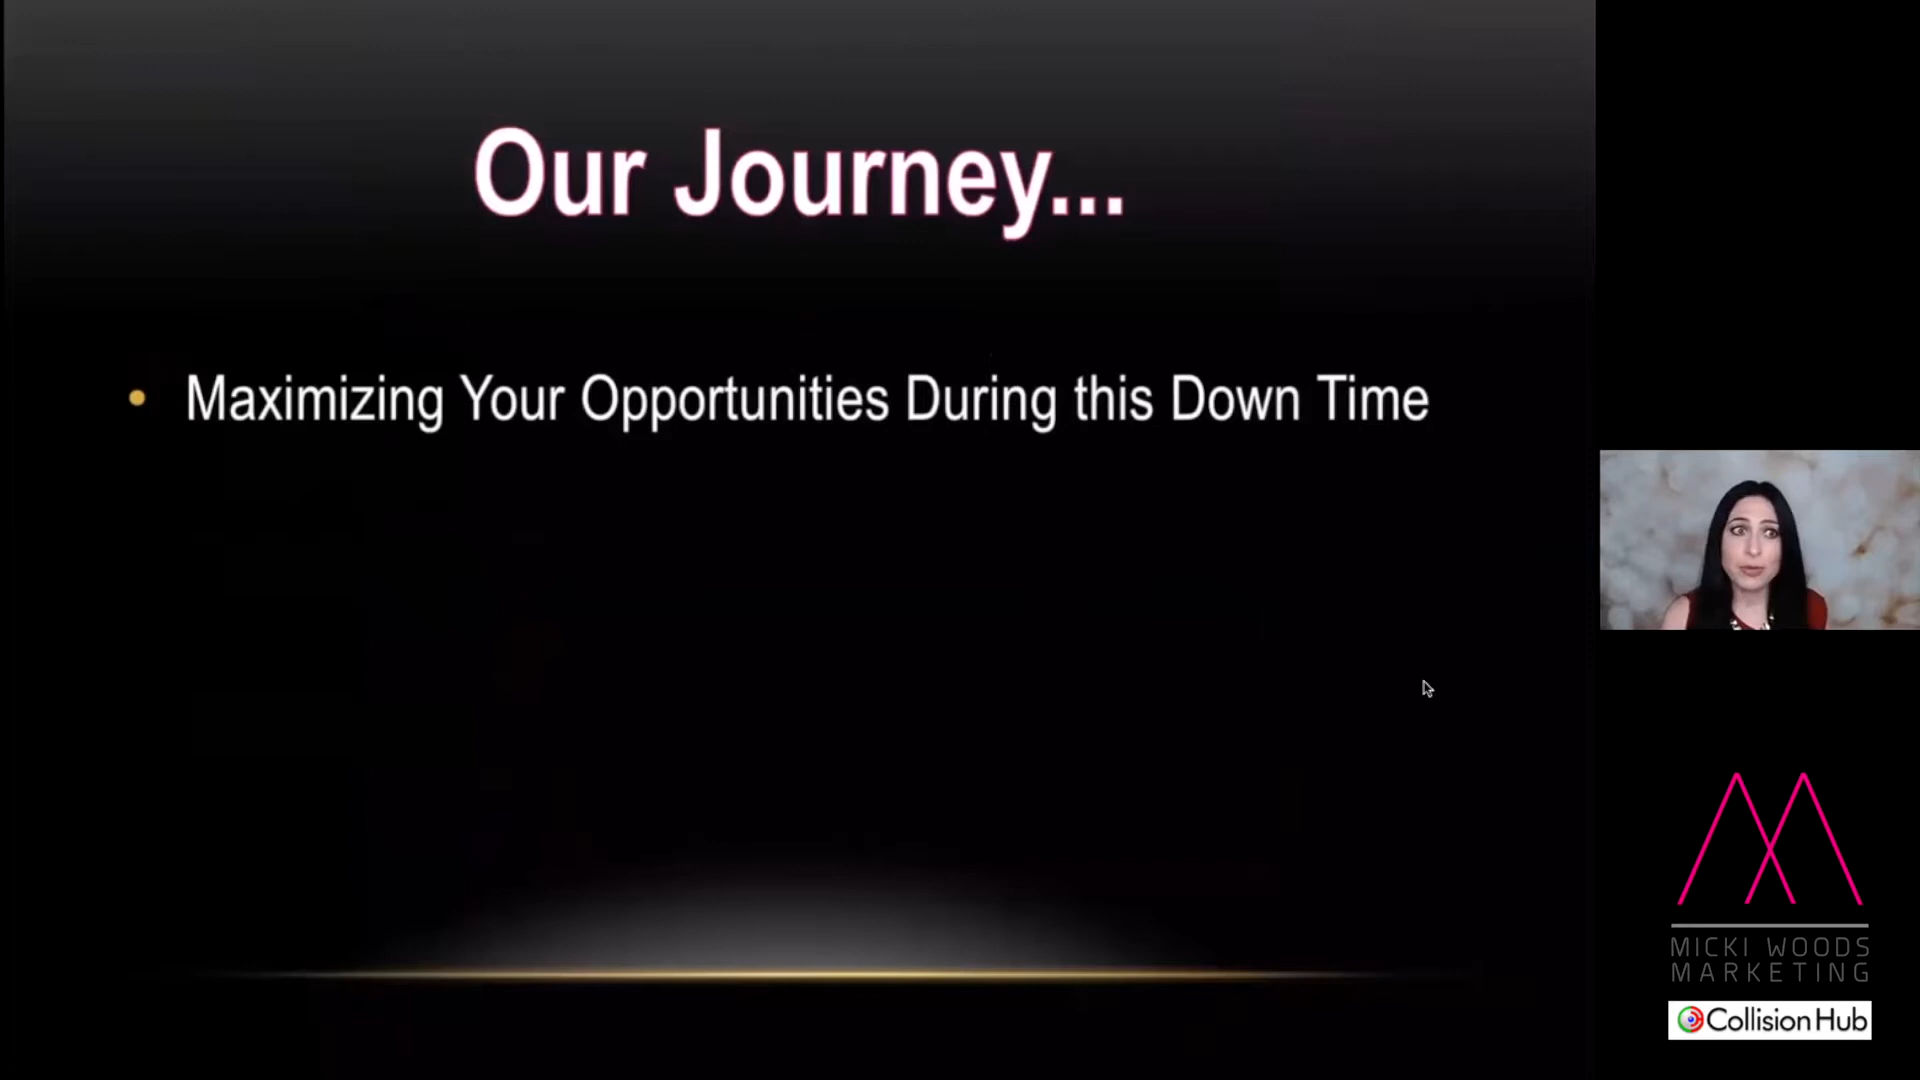 Our Journey...
• Maximizing Your Opportunities During this Down Time
MICKI WOODS
MARKETING
Collision Hub